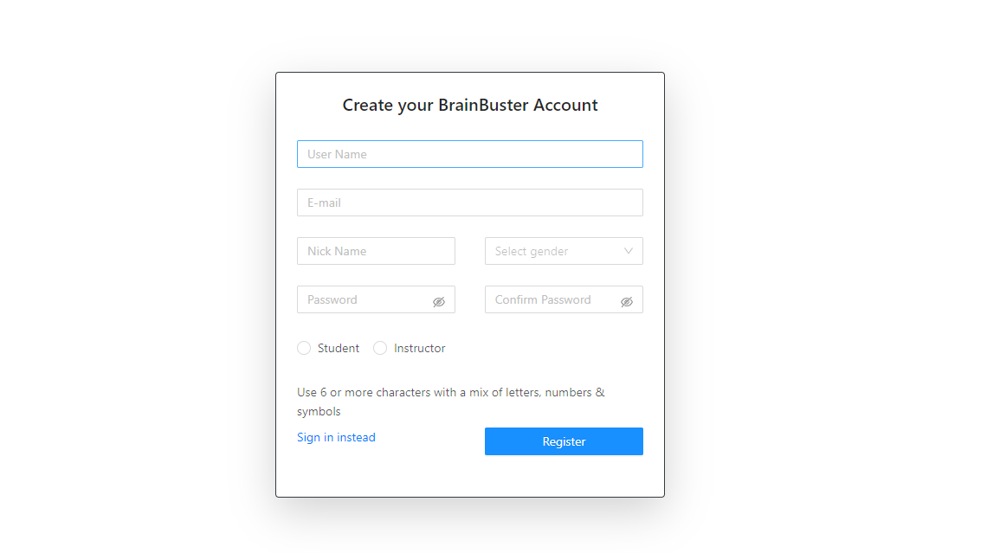 Create your BrainBuster Account
User Name
E-mail
Nick Name
Select gender
Password
Confirm Password
Student
Instructor
Use 6 or more characters with a mix of letters, numbers &
symbols
Sign in instead
Register